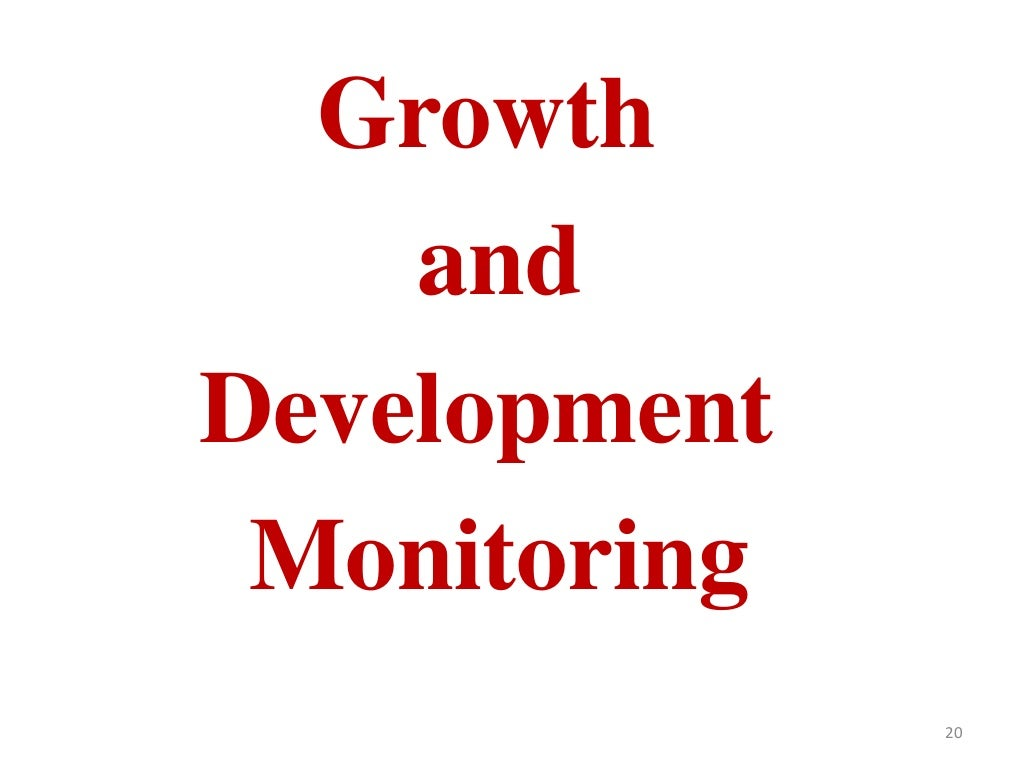 Growth
and
Development
Monitoring
20